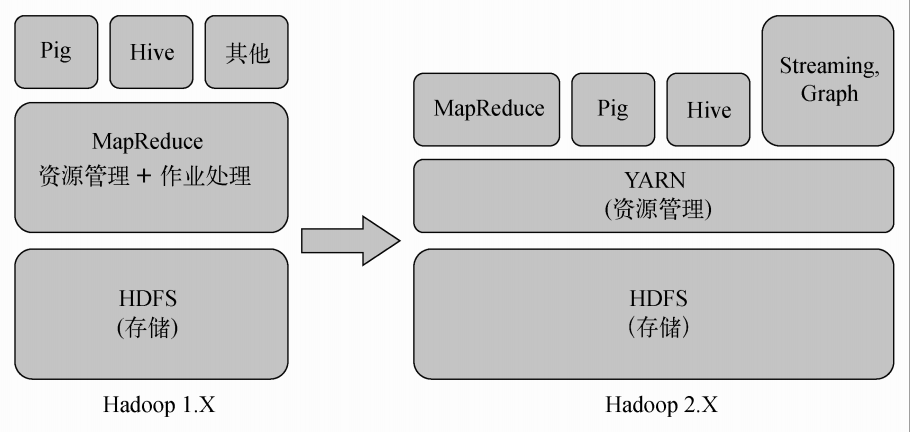 Pig
Hive
其他
MapReduce
资源管理 + 作业处理
HDFS
(存储)
Hadoop 1.X
MapReduce
Pig
Hive
Streaming,
Graph
YARN
(资源管理)
HDFS
(存储)
Hadoop 2.X